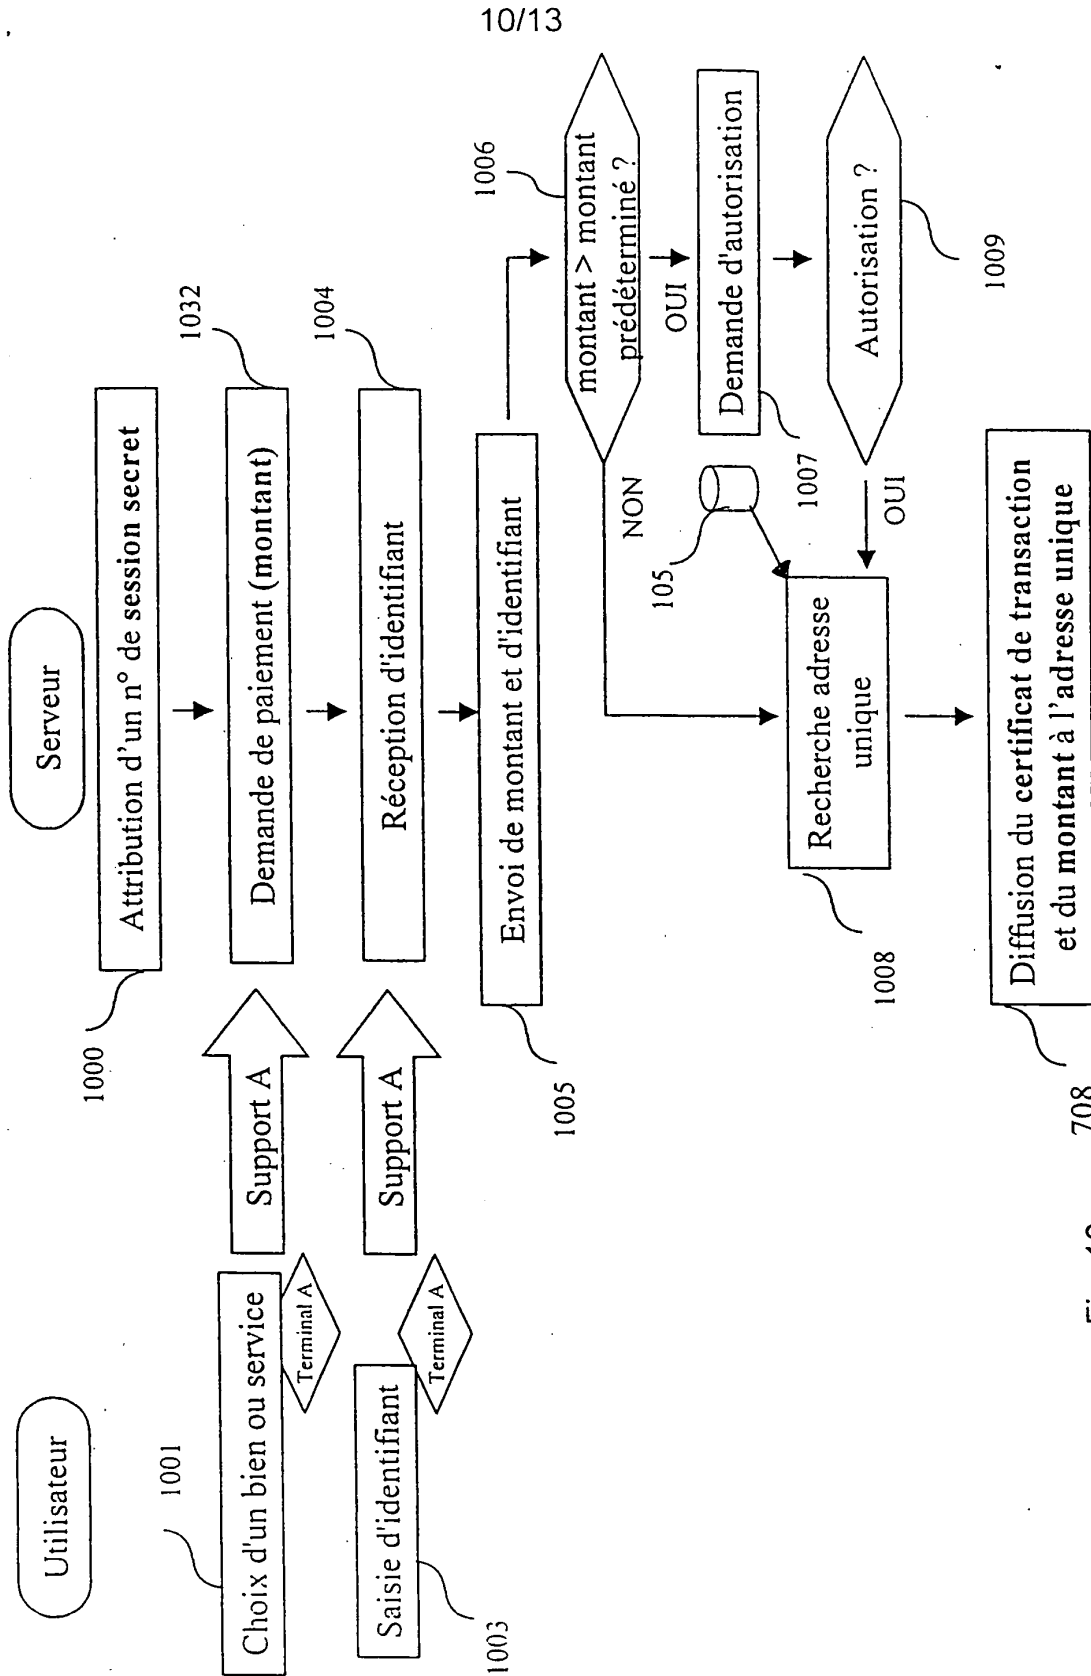 10/13
Utilisateur
Serveur
1000
Attribution d'un n° de session secret
1001
Choix d'un bien ou service
Terminal A
Support A
Demande de paiement (montant)
1032
Saisie d'identifiant
1003
Terminal A
Support A
Réception d'identifiant
1004
Envoi de montant et d'identifiant
1005
1006
montant > montant
prédéterminé ?
NON
OUI
Demande d'autorisation
1007
105
Autorisation ?
1009
OUI
Recherche adresse
unique
1008
Diffusion du certificat de transaction
et du montant à l'adresse unique
708